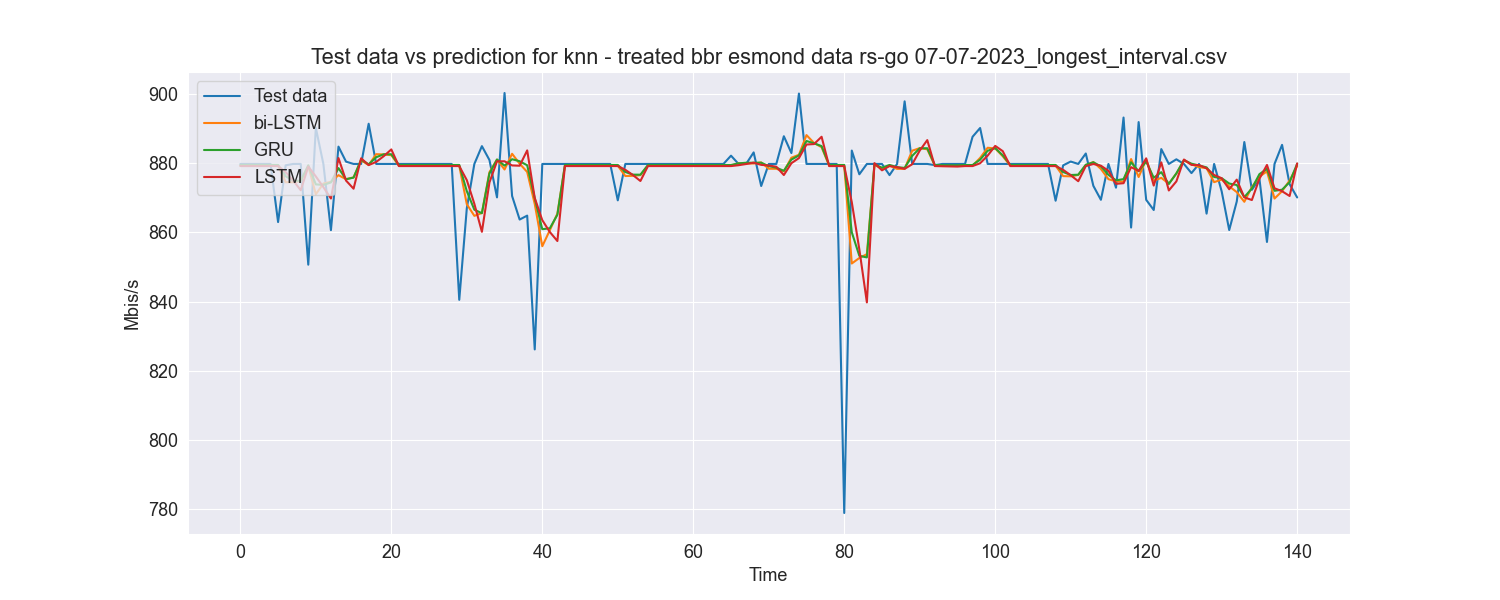 Test data vs prediction for knn - treated bbr esmond data rs-go 07-07-2023_longest_interval.csv
Test data
bi-LSTM
GRU
LSTM
900
880
860
840
820
800
780
Mbis/s
0 20 40 60 80 100 120 140
Time